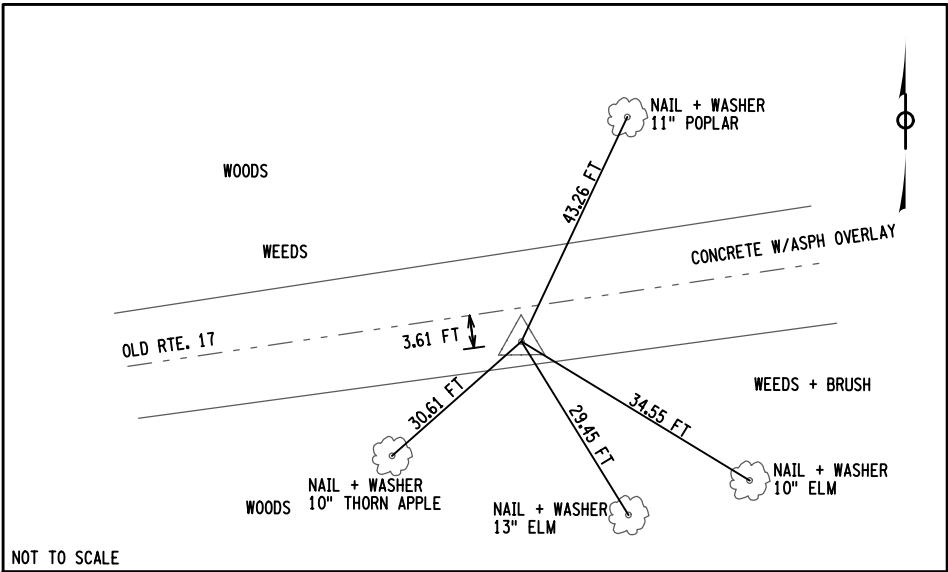 NAIL + WASHER
11" POPLAR
WOODS
43.26 FT
WEEDS
CONCRETE W/ASPH OVERLAY
OLD RTE. 17
3.61 FT
30.61 FT
29.45 FT
34.55 FT
WEEDS + BRUSH
NAIL + WASHER
10" THORN APPLE
WOODS
NAIL + WASHER
13" ELM
NAIL + WASHER
10" ELM
NOT TO SCALE